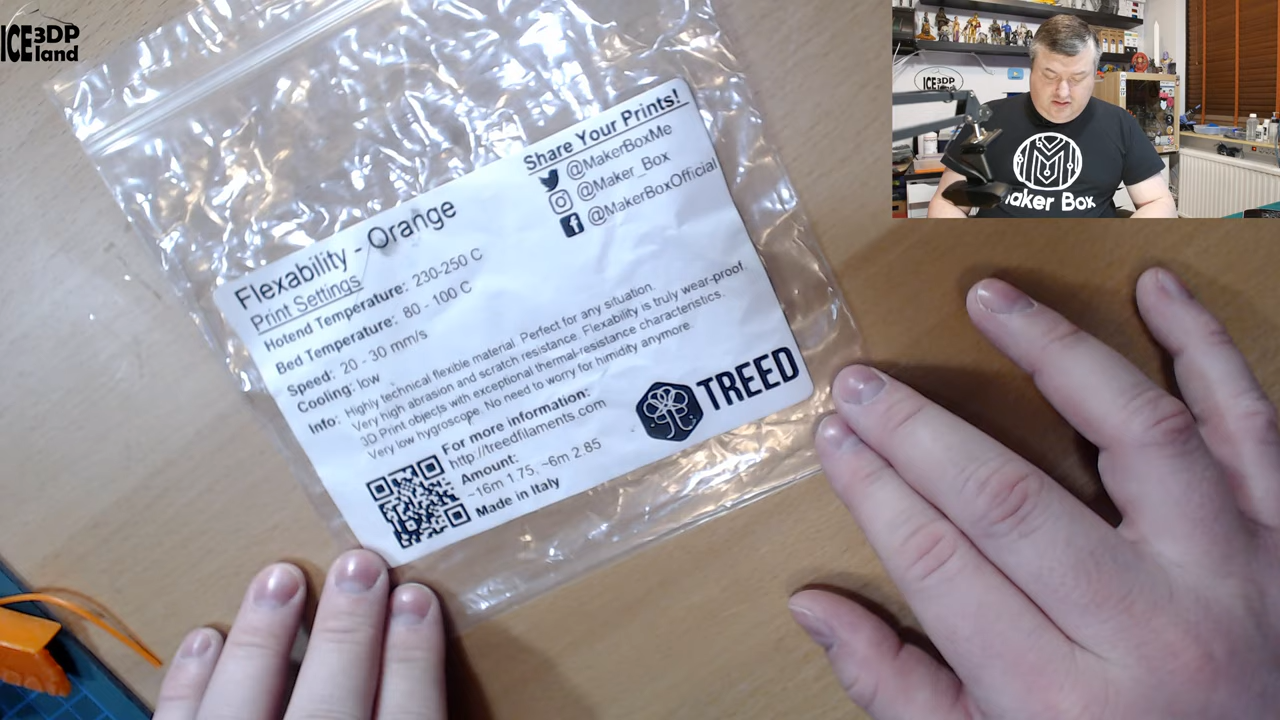 ICE 3DP
land
Share Your Prints!
@MakerBoxMe
@Maker_Box
@MakerBoxOfficial
Flexability - Orange
Print Settings
Hotend Temperature: 230-250 C
Bed Temperature: 80 - 100 C
Speed: 20 - 30 mm/s
Cooling: low
Info: Highly technical flexible material. Perfect for any situation.
Very high abrasion and scratch resistance. Flexability is truly wear-proof.
3D Print objects with exceptional thermal-resistance characteristics.
Very low hygroscope. No need to worry for himidity anymore.
For more information:
http://treedfilaments.com
Amount:
~16m 1.75, ~6m 2.85
Made in Italy
TREED
ICE 3DP
land
Maker Box